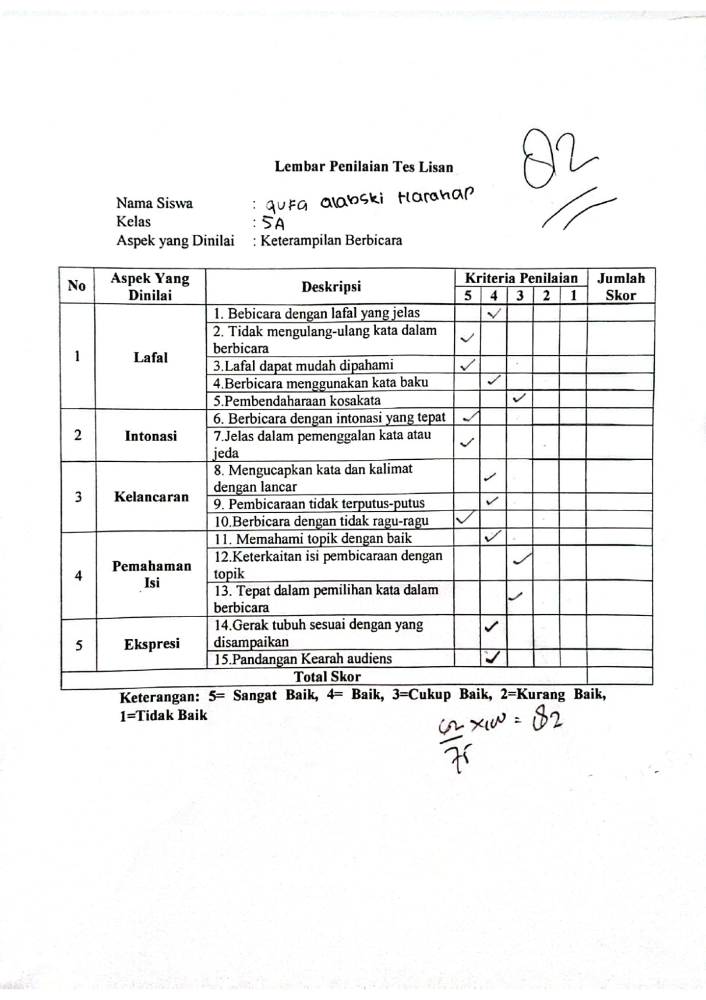 82
Lembar Penilaian Tes Lisan
Nama Siswa : qufa alabski Harahap
Kelas : 5A
Aspek yang Dinilai : Keterampilan Berbicara
No Aspek Yang Dinilai Deskripsi Kriteria Penilaian Jumlah Skor
5 4 3 2 1
1 Lafal
1. Bebicara dengan lafal yang jelas ✓
2. Tidak mengulang-ulang kata dalam
berbicara ✓
3.Lafal dapat mudah dipahami ✓
4.Berbicara menggunakan kata baku ✓
5.Pembendaharaan kosakata ✓
2 Intonasi
6. Berbicara dengan intonasi yang tepat ✓
7.Jelas dalam pemenggalan kata atau
jeda ✓
3 Kelancaran
8. Mengucapkan kata dan kalimat
dengan lancar ✓
9. Pembicaraan tidak terputus-putus ✓
10.Berbicara dengan tidak ragu-ragu ✓
4 Pemahaman Isi
11. Memahami topik dengan baik ✓
12.Keterkaitan isi pembicaraan dengan
topik ✓
13. Tepat dalam pemilihan kata dalam
berbicara ✓
5 Ekspresi
14.Gerak tubuh sesuai dengan yang
disampaikan ✓
15.Pandangan Kearah audiens ✓
Total Skor
Keterangan: 5= Sangat Baik, 4= Baik, 3=Cukup Baik, 2=Kurang Baik,
1=Tidak Baik
62 x100 = 82
75